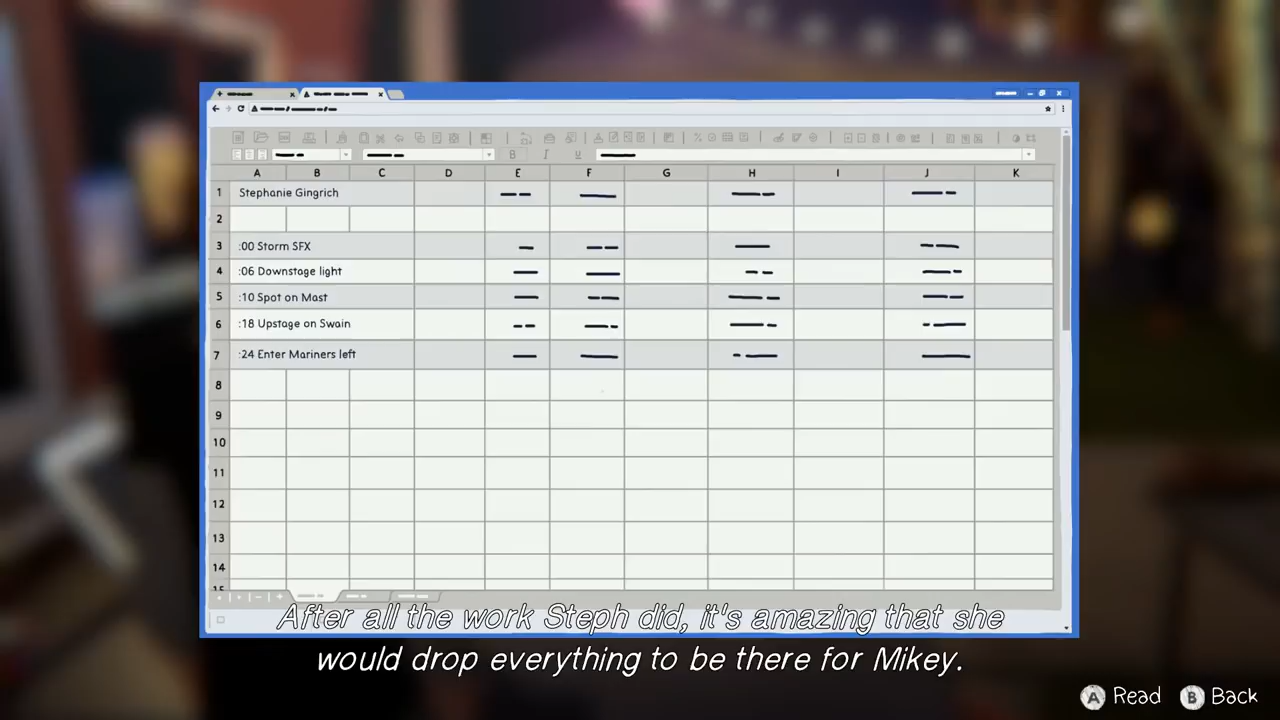 A B C D E F G H I J K
1 Stephanie Gingrich
2
3 :00 Storm SFX
4 :06 Downstage light
5 :10 Spot on Mast
6 :18 Upstage on Swain
7 :24 Enter Mariners left
8
9
10
11
12
13
14
15
After all the work Steph did, it's amazing that she
would drop everything to be there for Mikey.
A Read B Back